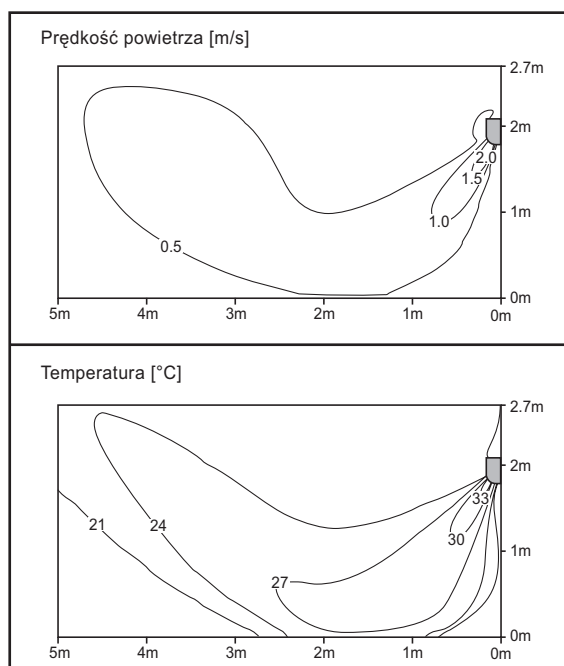 Prędkość powietrza [m/s]
2.7m
2m
2.0
1.5
1.0
1m
0.5
0m
5m 4m 3m 2m 1m 0m
Temperatura [°C]
2.7m
2m
33
21 24 30
1m
27
0m
5m 4m 3m 2m 1m 0m